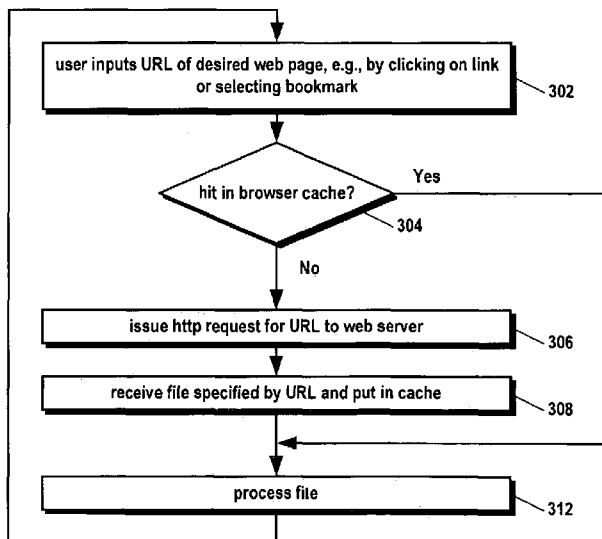 user inputs URL of desired web page, e.g., by clicking on link
or selecting bookmark
302
hit in browser cache?
Yes
304
No
issue http request for URL to web server
306
receive file specified by URL and put in cache
308
process file
312